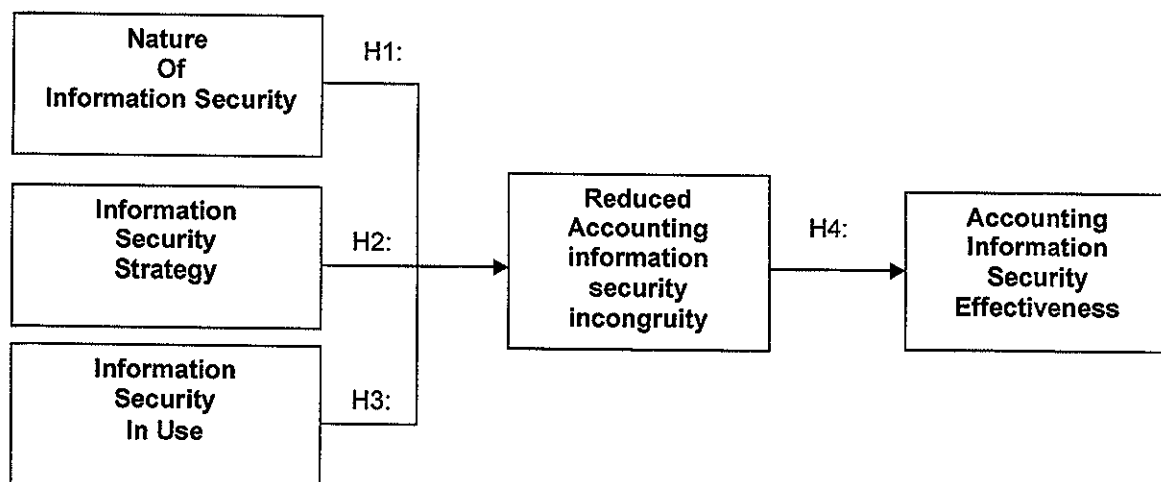 Nature
Of
Information Security
H1:
Information
Security
Strategy
H2:
Information
Security
In Use
H3:
Reduced
Accounting
information
security
incongruity
H4:
Accounting
Information
Security
Effectiveness